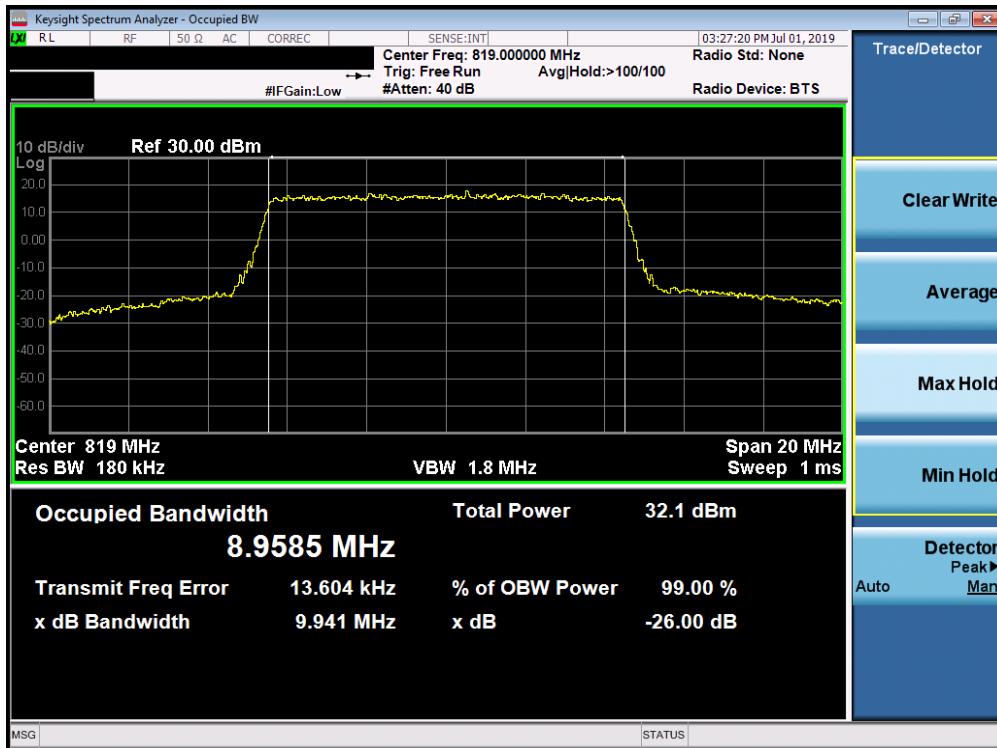 Keysight Spectrum Analyzer - Occupied BW
LXI RL RF 50 Ω AC CORREC SENSE:INT 03:27:20 PM Jul 01, 2019
Center Freq: 819.000000 MHz Radio Std: None
Trig: Free Run Avg|Hold:>100/100
#IFGain:Low #Atten: 40 dB Radio Device: BTS
Trace/Detector
10 dB/div Ref 30.00 dBm
Log
20.0
10.0
0.00
-10.0
-20.0
-30.0
-40.0
-50.0
-60.0
Center 819 MHz Span 20 MHz
Res BW 180 kHz VBW 1.8 MHz Sweep 1 ms
Occupied Bandwidth Total Power 32.1 dBm
8.9585 MHz
Transmit Freq Error 13.604 kHz % of OBW Power 99.00 %
x dB Bandwidth 9.941 MHz x dB -26.00 dB
Clear Write
Average
Max Hold
Min Hold
Detector
Peak▶
Auto Man
MSG STATUS